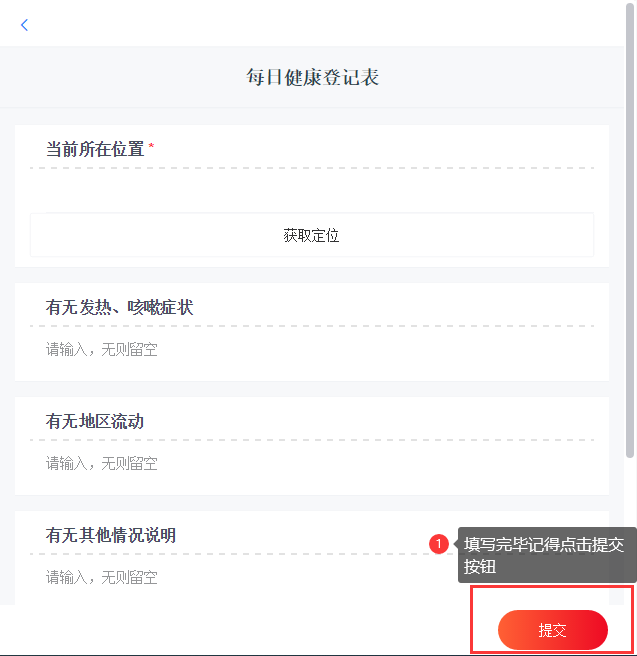 每日健康登记表
当前所在位置 *
获取定位
有无发热、咳嗽症状
请输入，无则留空
有无地区流动
请输入，无则留空
有无其他情况说明
1
填写完毕记得点击提交
按钮
请输入，无则留空
提交